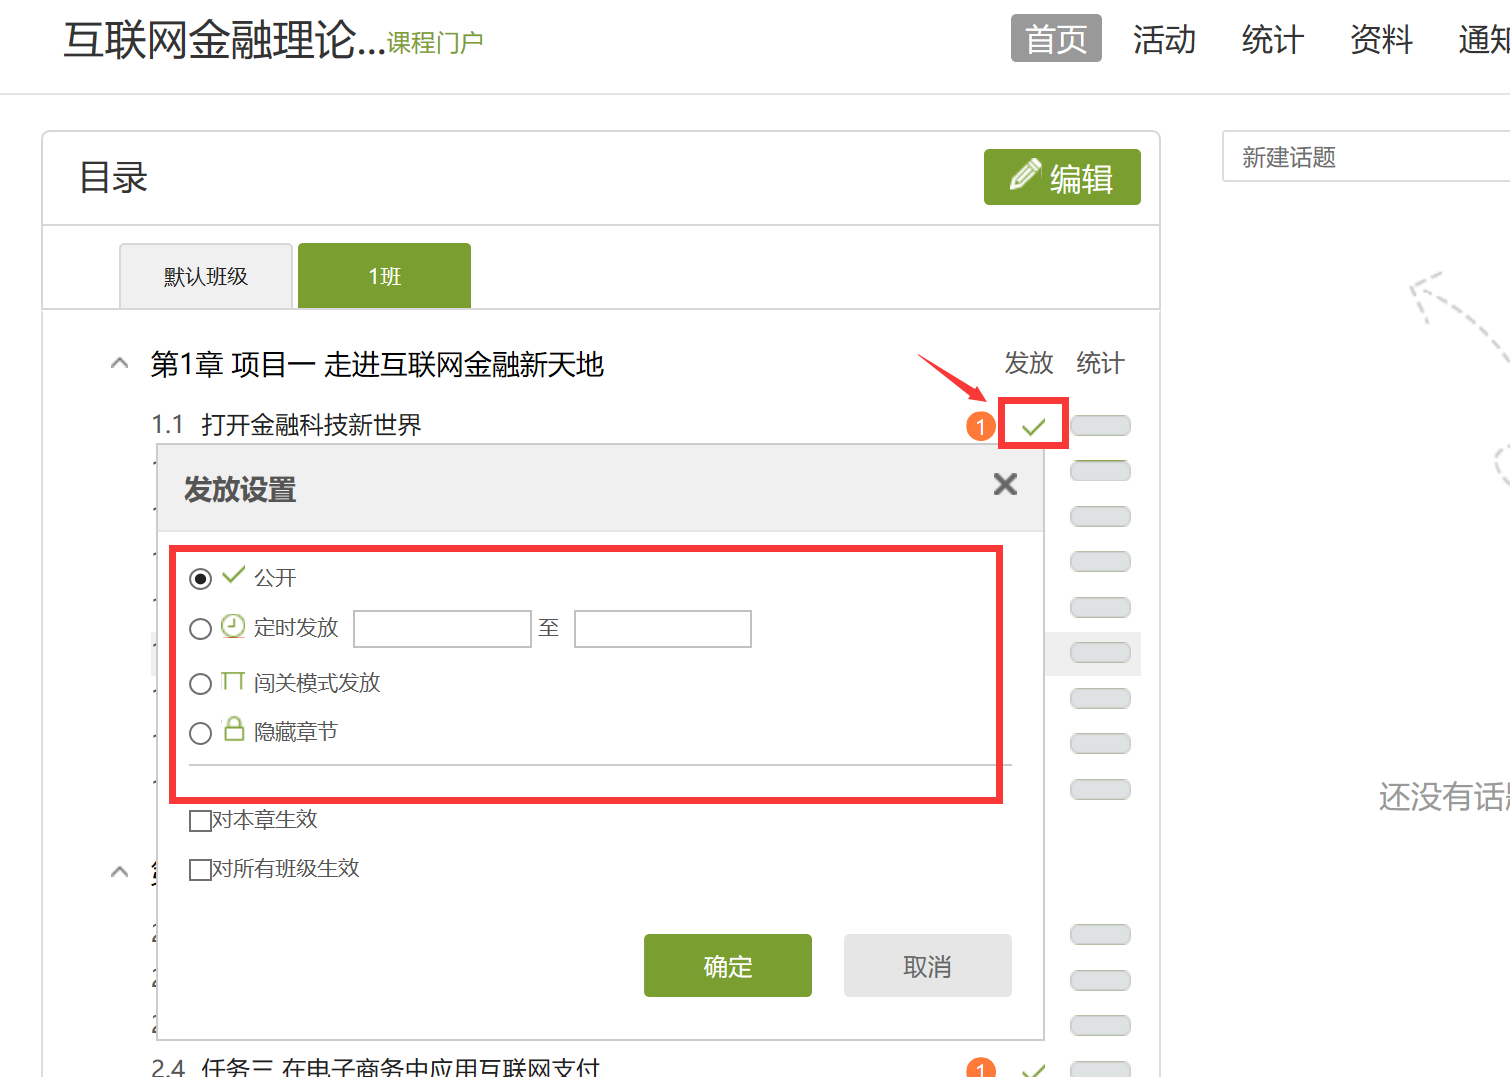 互联网金融理论...课程门户
首页 活动 统计 资料
目录
编辑
新建话题
默认班级 1班
第1章 项目一 走进互联网金融新天地 发放 统计
1.1 打开金融科技新世界 1
发放设置
公开
定时发放 至
闯关模式发放
隐藏章节
还没有话
对本章生效
对所有班级生效
确定 取消
2.4 任务三 在电子商务中应用互联网支付 1